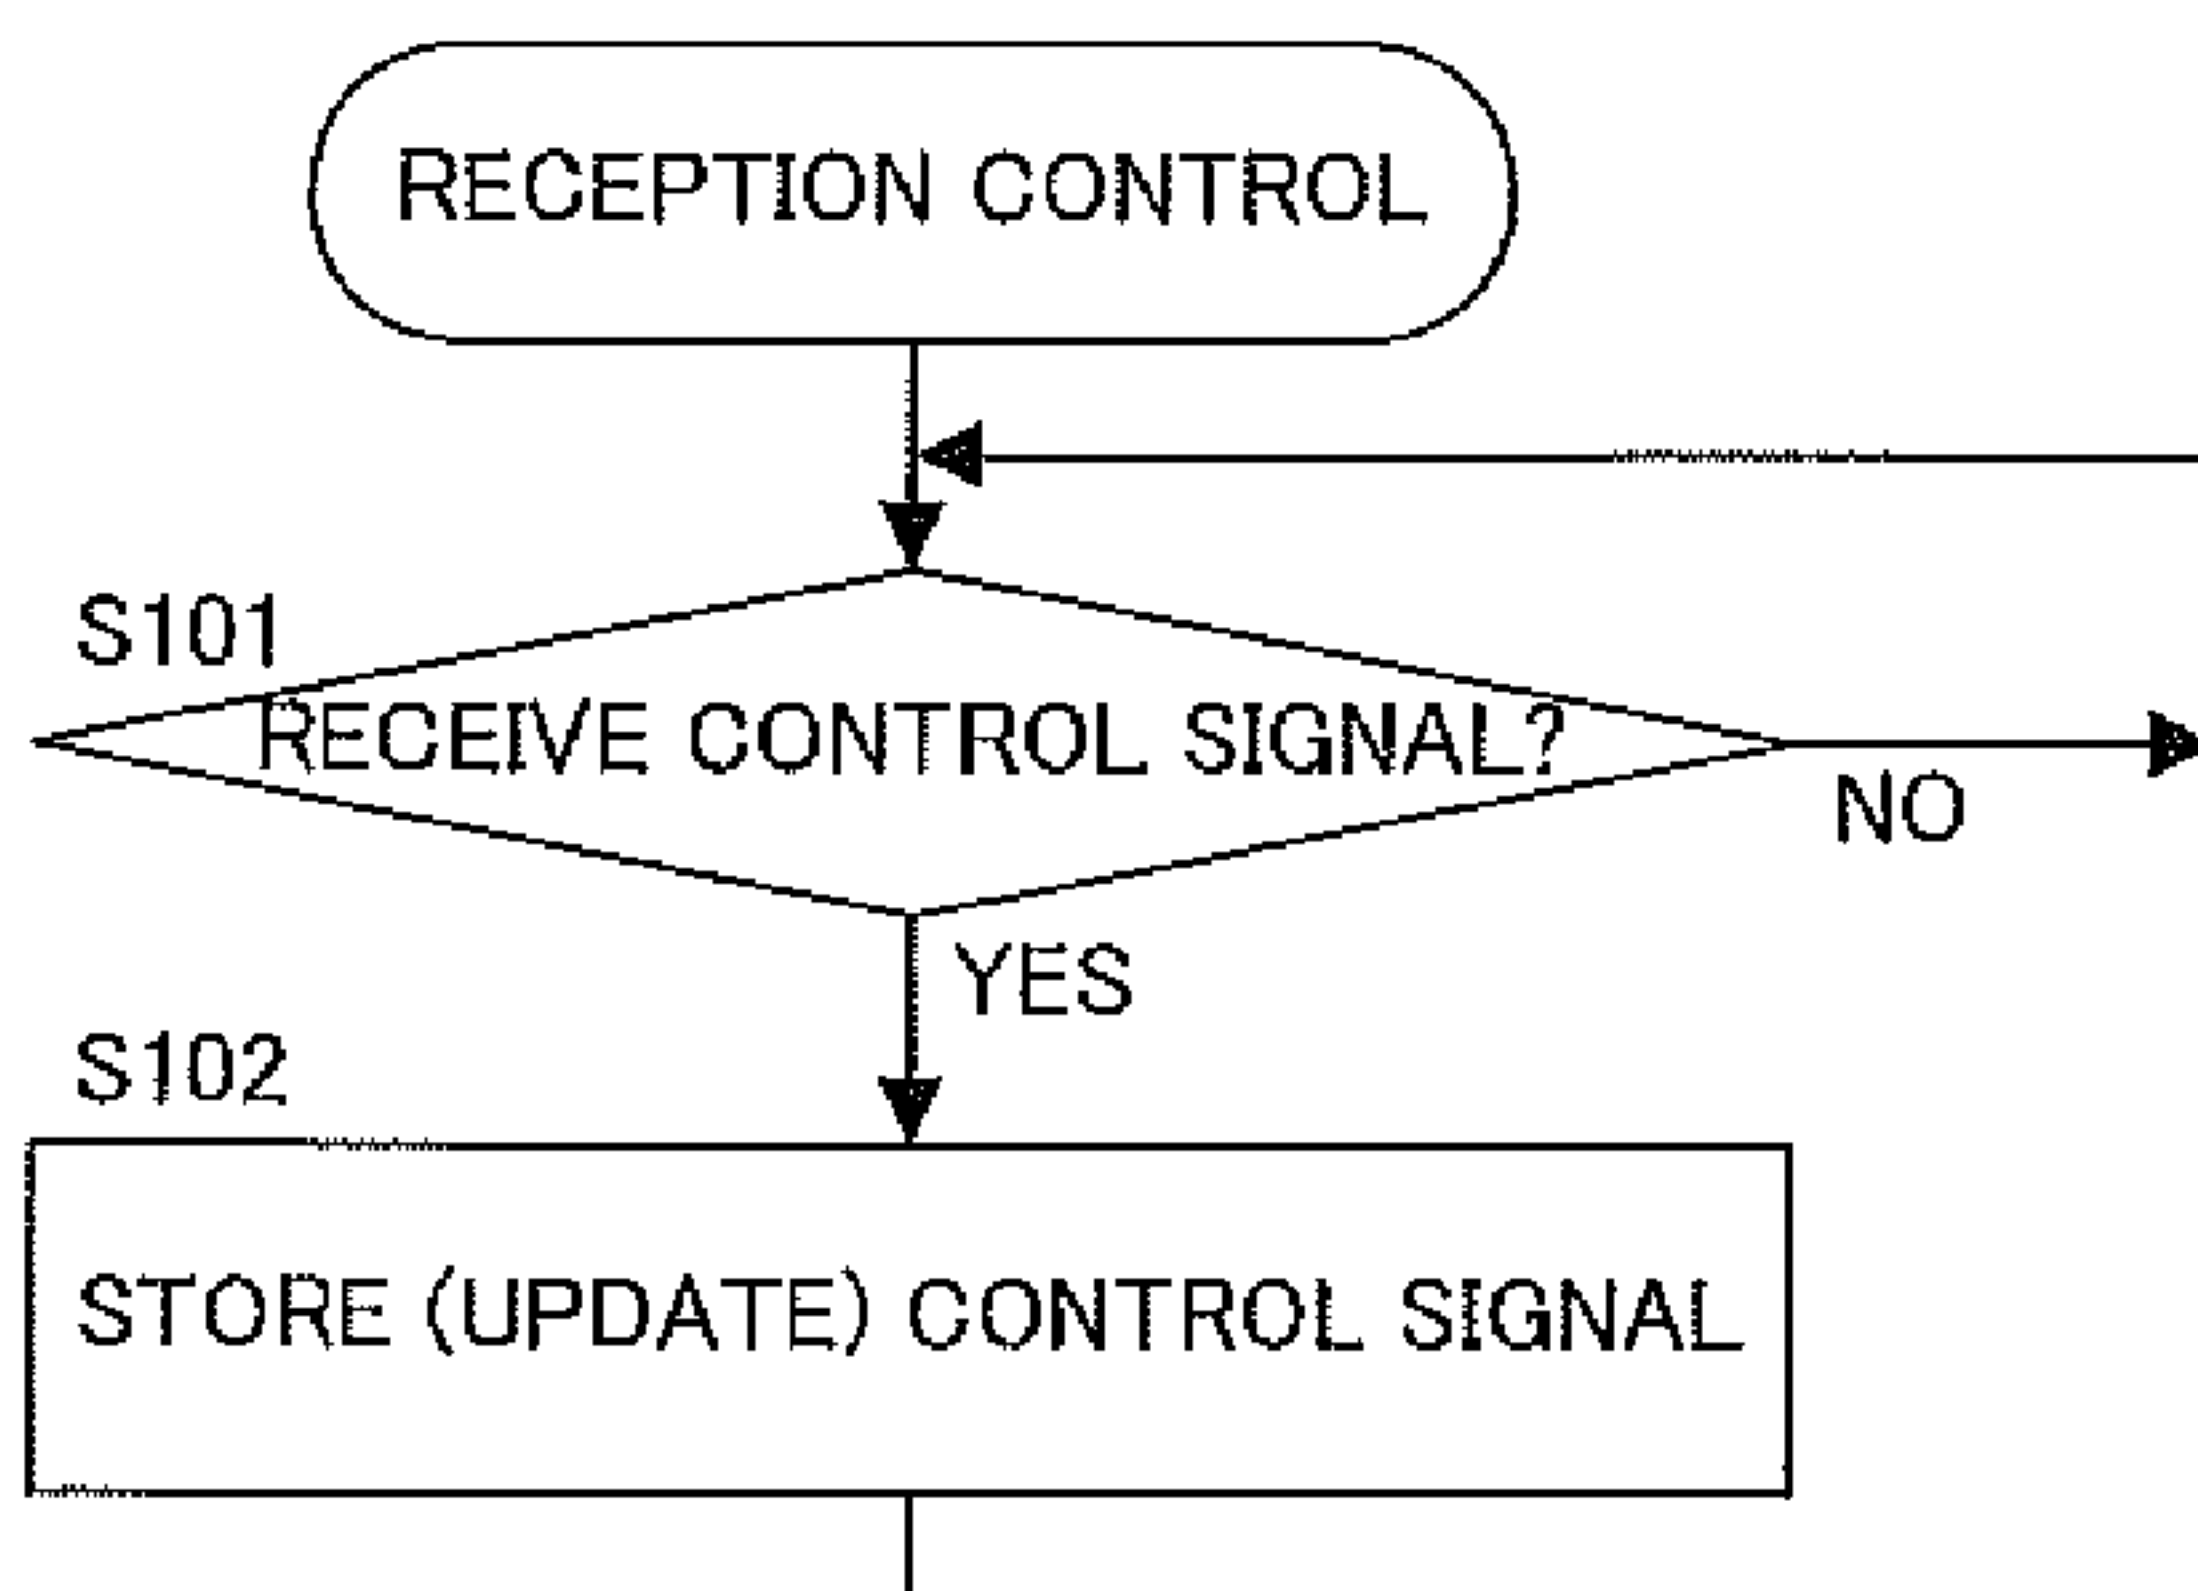 RECEPTION CONTROL
S101
RECEIVE CONTROL SIGNAL?
NO
YES
S102
STORE (UPDATE) CONTROL SIGNAL